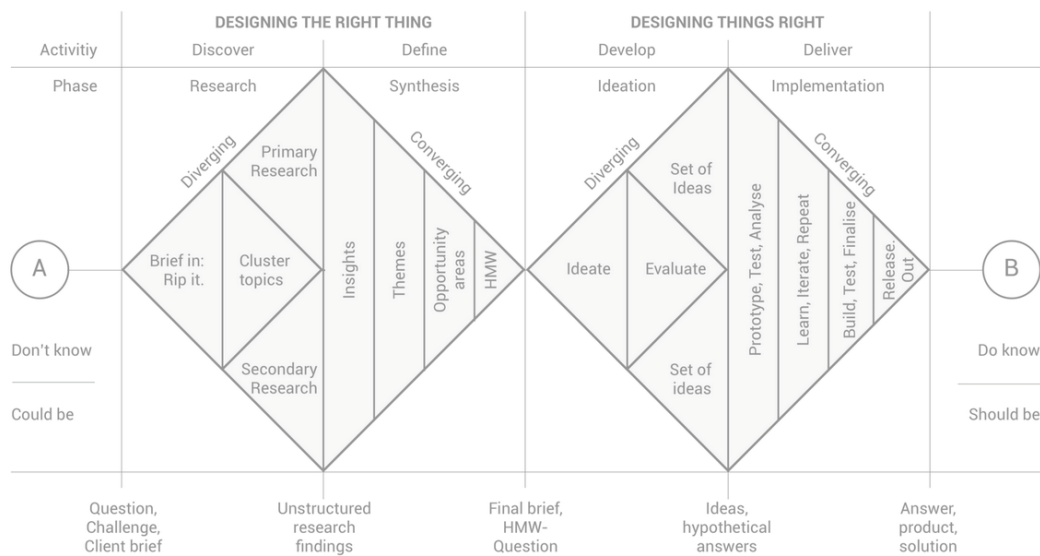 DESIGNING THE RIGHT THING
DESIGNING THINGS RIGHT
Activitiy
Discover
Define
Develop
Deliver
Phase
Research
Synthesis
Ideation
Implementation
Diverging
Converging
Diverging
Converging
Primary
Research
Set of
Ideas
A
Brief in:
Rip it.
Cluster
topics
Insights
Themes
Opportunity
areas
HMW
Ideate
Evaluate
Prototype, Test, Analyse
Learn, Iterate, Repeat
Build, Test, Finalise
Release.
Out.
B
Don't know
Could be
Secondary
Research
Set of
ideas
Do know
Should be
Question,
Challenge,
Client brief
Unstructured
research
findings
Final brief,
HMW-
Question
Ideas,
hypothetical
answers
Answer,
product,
solution